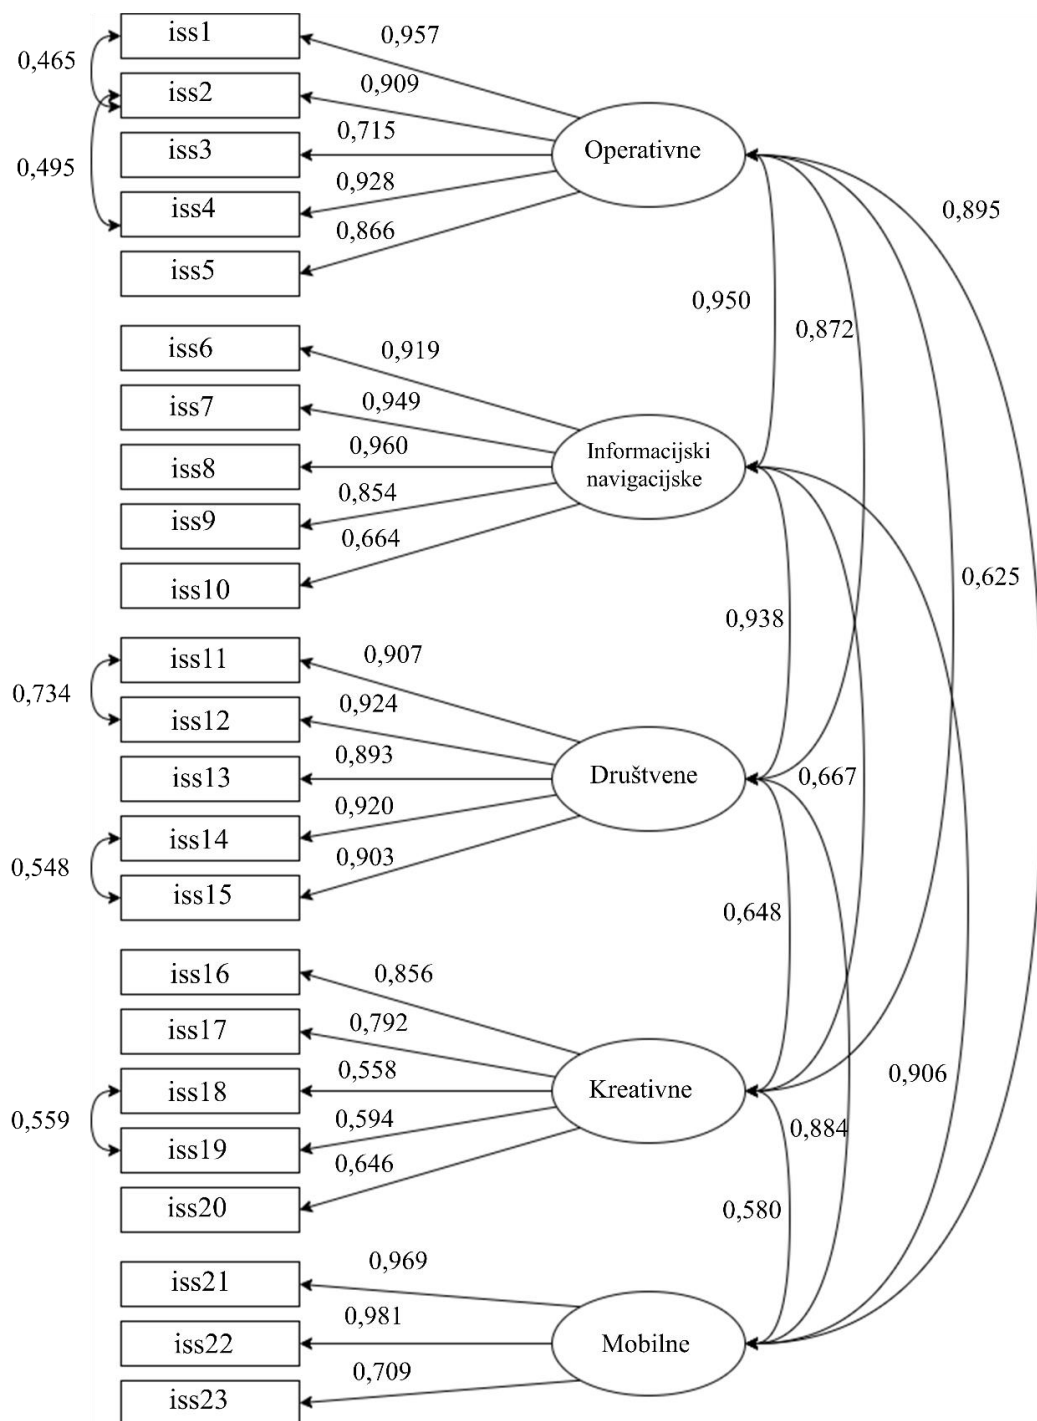 iss1
0,957
0,465
iss2
0,909
iss3
0,715
Operativne
0,495
iss4
0,928
0,895
iss5
0,866
0,950
0,872
iss6
0,919
iss7
0,949
iss8
0,960
Informacijski
navigacijske
iss9
0,854
iss10
0,664
0,625
0,938
iss11
0,907
0,734
iss12
0,924
iss13
0,893
Društvene
0,667
iss14
0,920
0,548
iss15
0,903
0,648
iss16
0,856
iss17
0,792
iss18
0,558
Kreativne
0,906
0,559
iss19
0,594
0,884
iss20
0,646
0,580
iss21
0,969
iss22
0,981
Mobilne
iss23
0,709